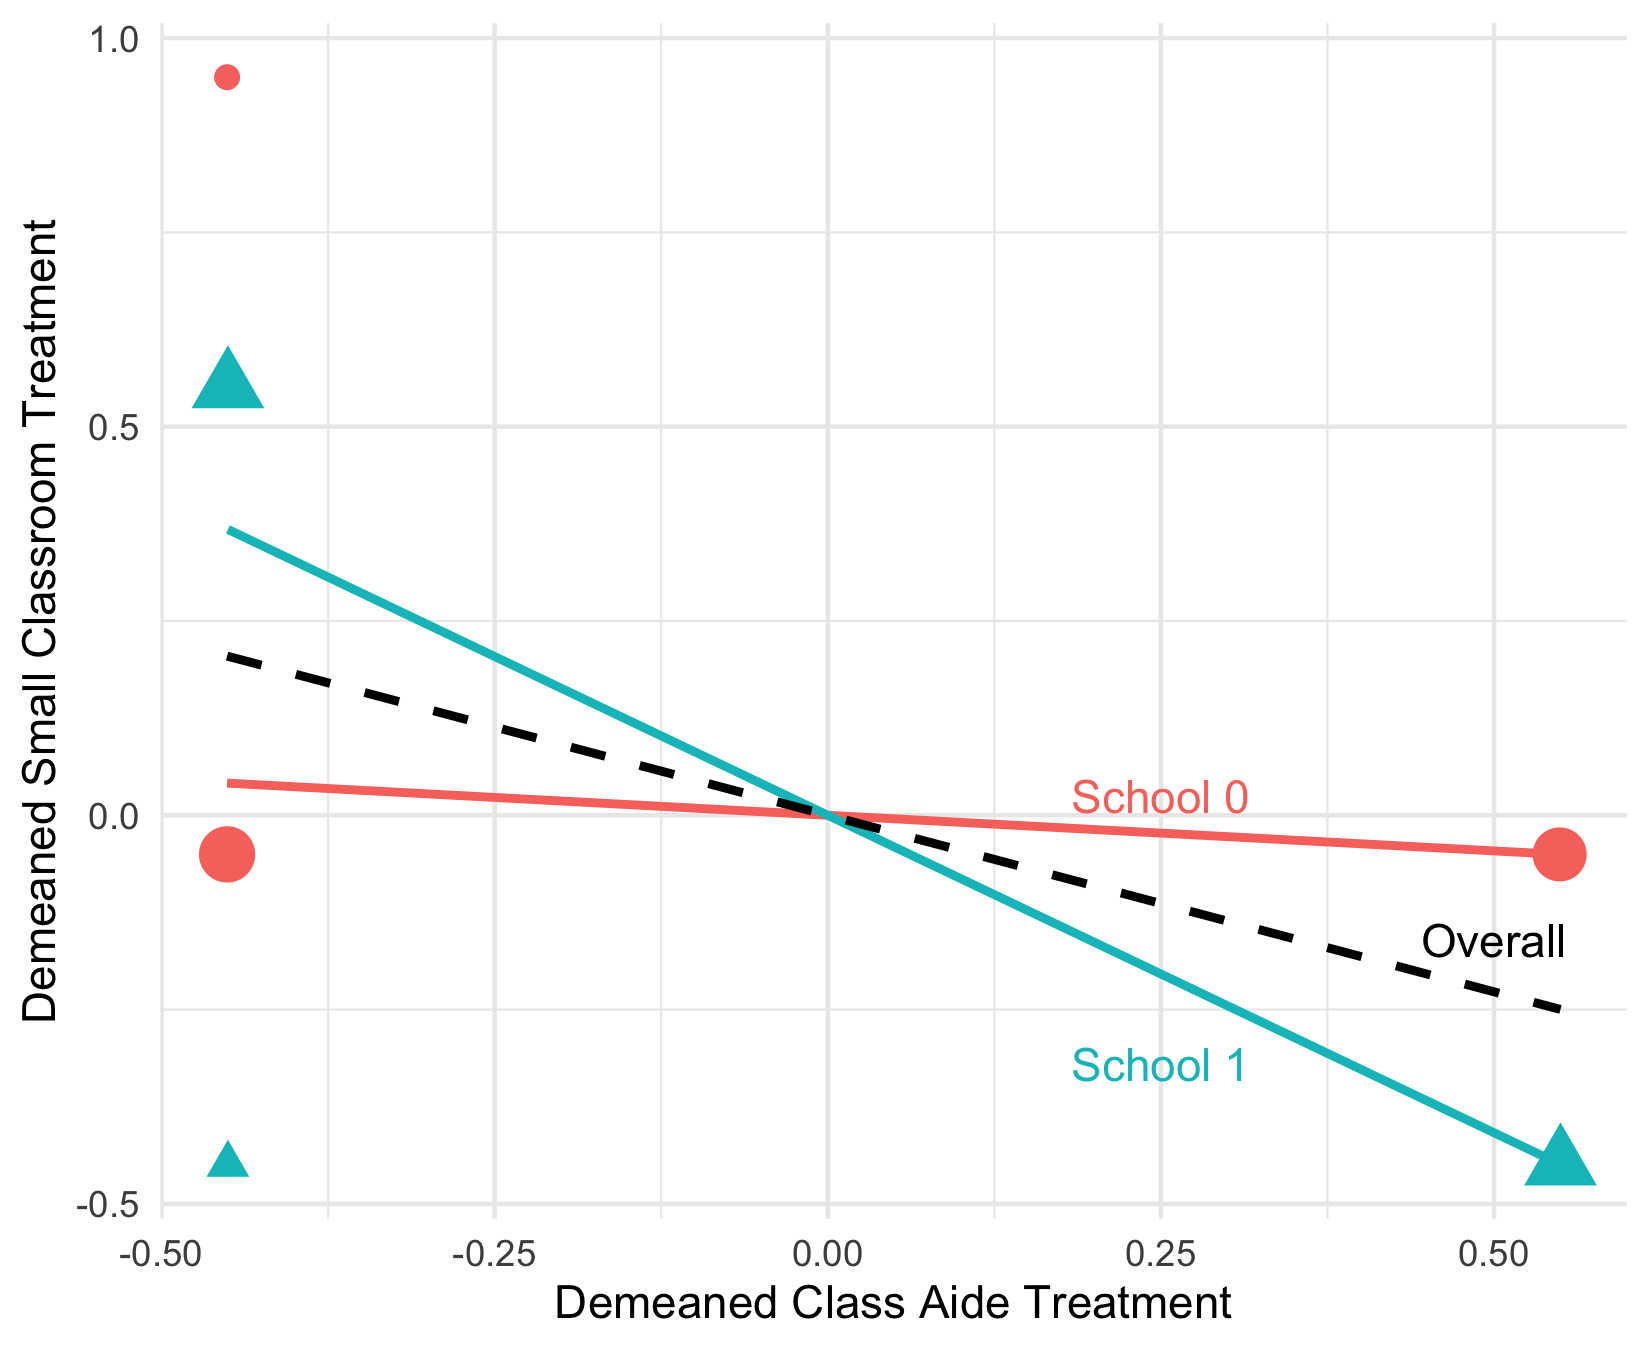 1.0
0.5
0.0
-0.5
Demeaned Small Classroom Treatment
School 0
Overall
School 1
-0.50 -0.25 0.00 0.25 0.50
Demeaned Class Aide Treatment